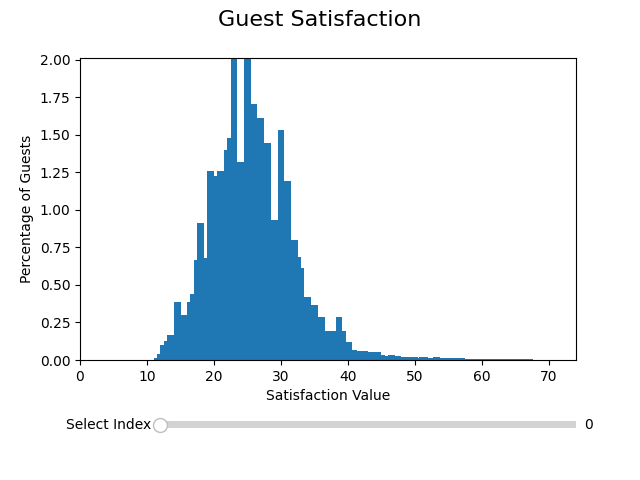 Guest Satisfaction
Percentage of Guests
2.00
1.75
1.50
1.25
1.00
0.75
0.50
0.25
0.00
0 10 20 30 40 50 60 70
Satisfaction Value
Select Index 0